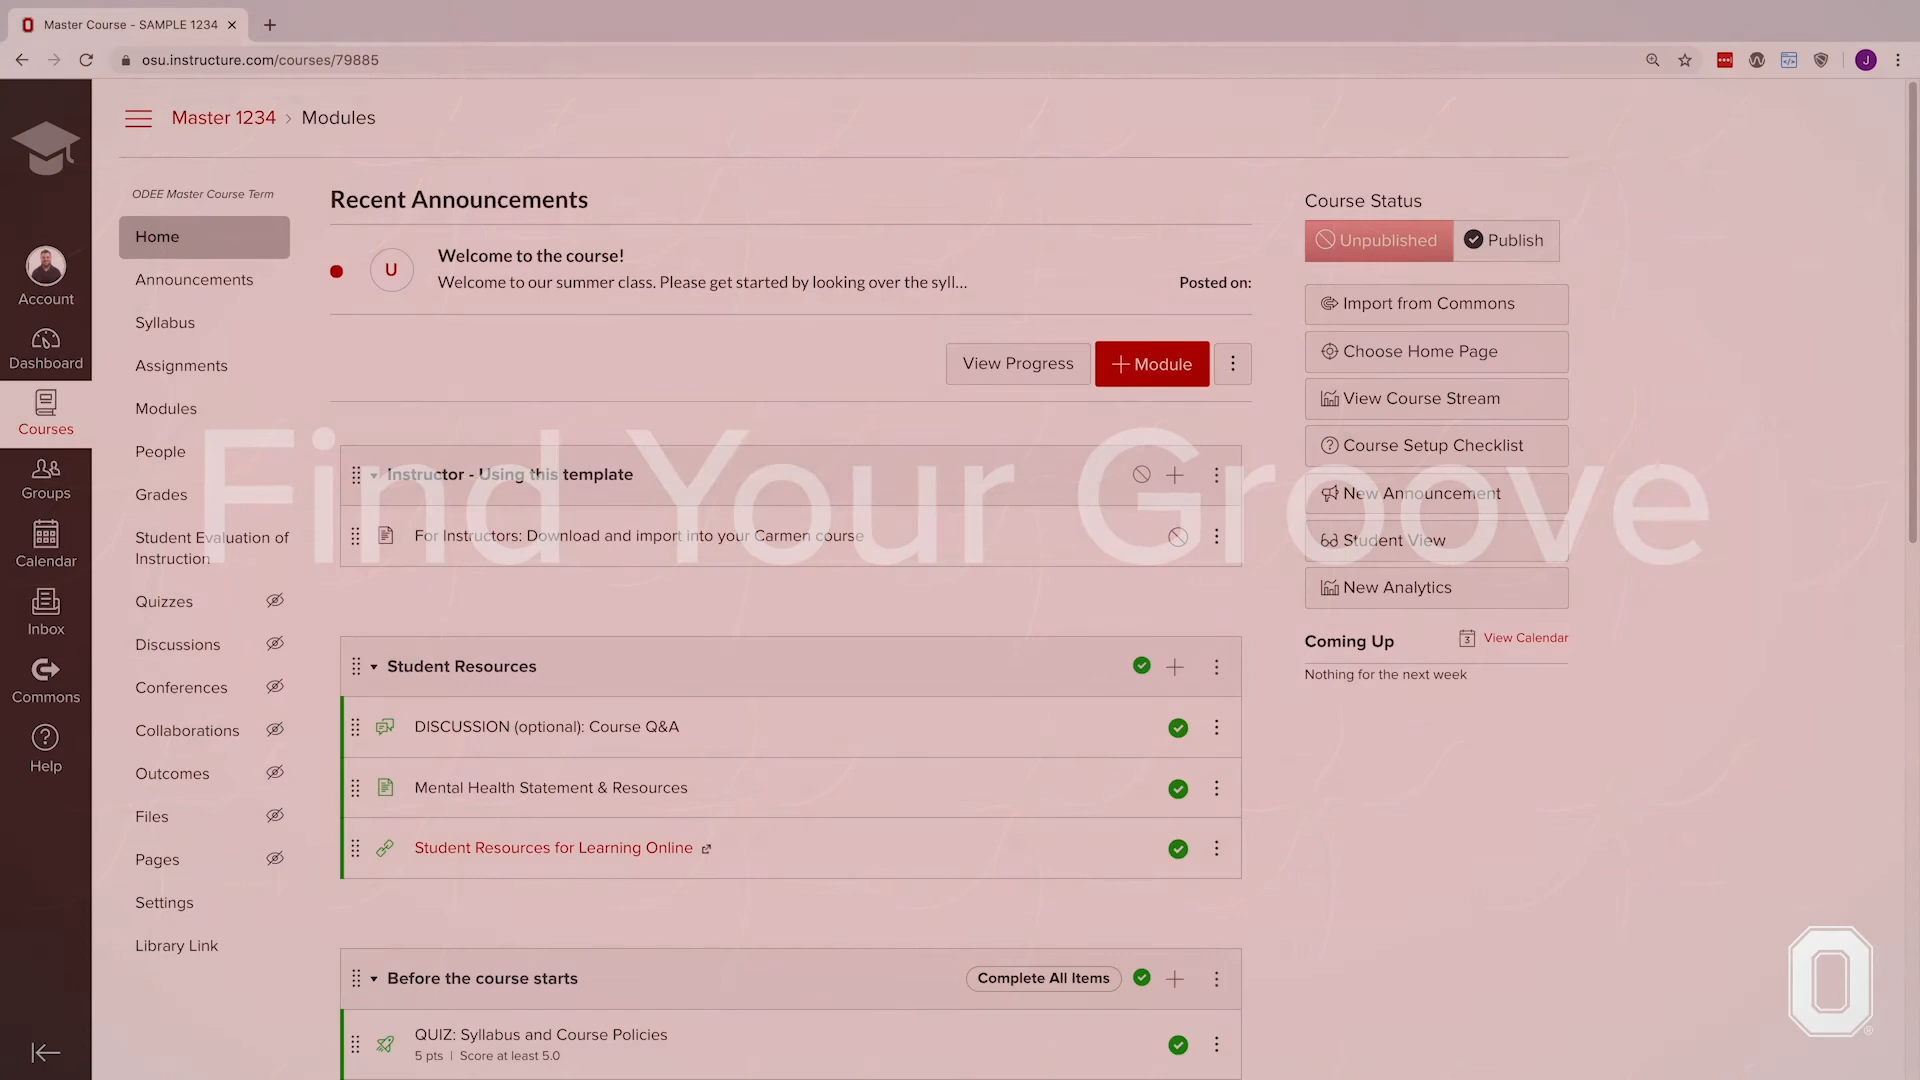 Master Course - SAMPLE 1234
osu.instructure.com/courses/79885
J
Master 1234 › Modules
ODEE Master Course Term
Home
Announcements
Syllabus
Assignments
Modules
People
Grades
Student Evaluation of
Instruction
Quizzes
Discussions
Conferences
Collaborations
Outcomes
Files
Pages
Settings
Library Link
Account
Dashboard
Courses
Groups
Calendar
Inbox
Commons
Help
Recent Announcements
U
Welcome to the course!
Welcome to our summer class. Please get started by looking over the syll...
Posted on:
View Progress
+ Module
Find Your Groove
Instructor - Using this template
For Instructors: Download and import into your Carmen course
Student Resources
DISCUSSION (optional): Course Q&A
Mental Health Statement & Resources
Student Resources for Learning Online
Before the course starts
Complete All Items
QUIZ: Syllabus and Course Policies
5 pts | Score at least 5.0
Course Status
Unpublished
Publish
Import from Commons
Choose Home Page
View Course Stream
Course Setup Checklist
New Announcement
Student View
New Analytics
Coming Up
3
View Calendar
Nothing for the next week
O